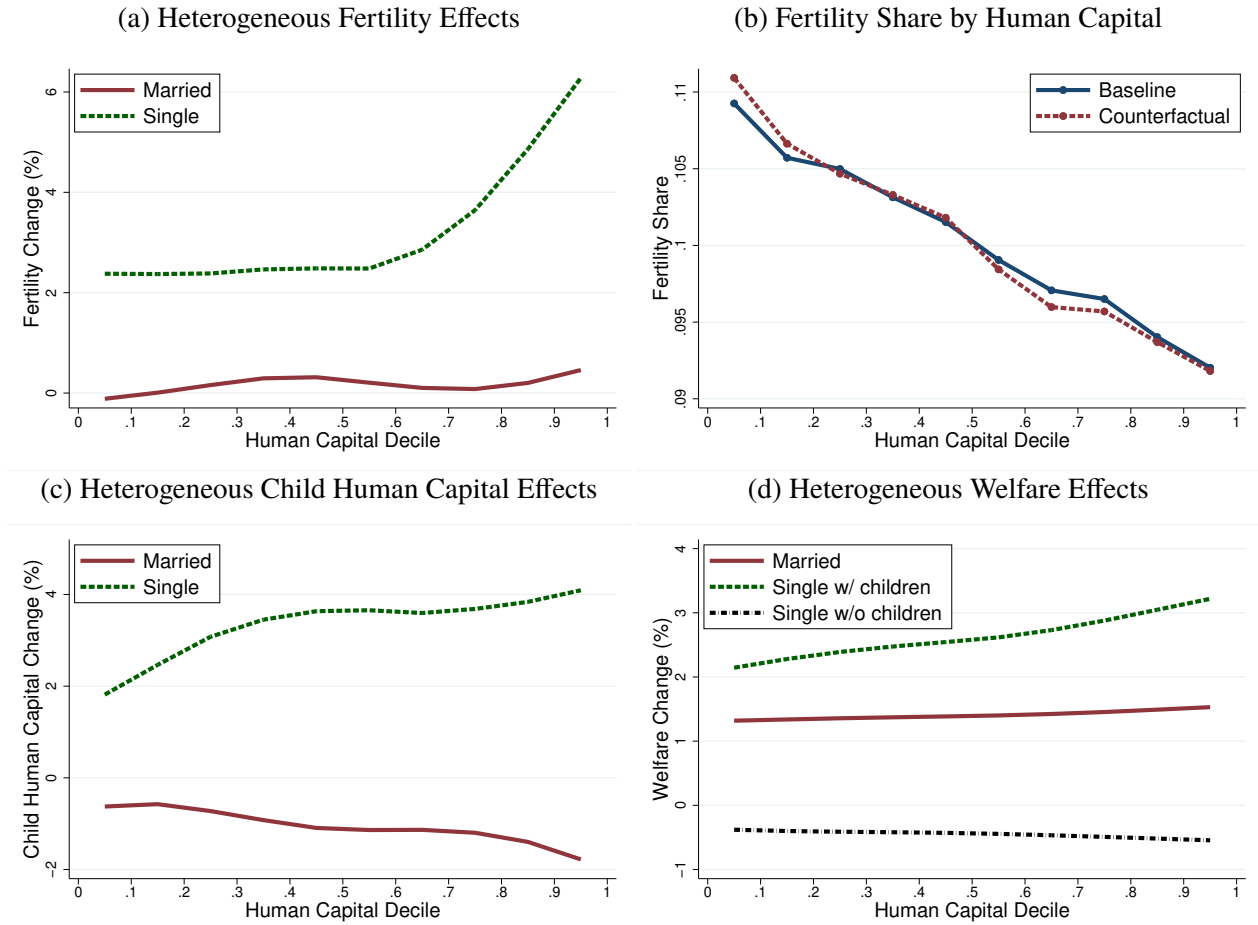 (a) Heterogeneous Fertility Effects
Married
Single
Fertility Change (%)
6
4
2
0
0 .1 .2 .3 .4 .5 .6 .7 .8 .9 1
Human Capital Decile
(b) Fertility Share by Human Capital
Baseline
Counterfactual
Fertility Share
.11
.105
.1
.095
.09
0 .1 .2 .3 .4 .5 .6 .7 .8 .9 1
Human Capital Decile
(c) Heterogeneous Child Human Capital Effects
Married
Single
Child Human Capital Change (%)
4
2
0
−2
0 .1 .2 .3 .4 .5 .6 .7 .8 .9 1
Human Capital Decile
(d) Heterogeneous Welfare Effects
Married
Single w/ children
Single w/o children
Welfare Change (%)
4
3
2
1
0
−1
0 .1 .2 .3 .4 .5 .6 .7 .8 .9 1
Human Capital Decile